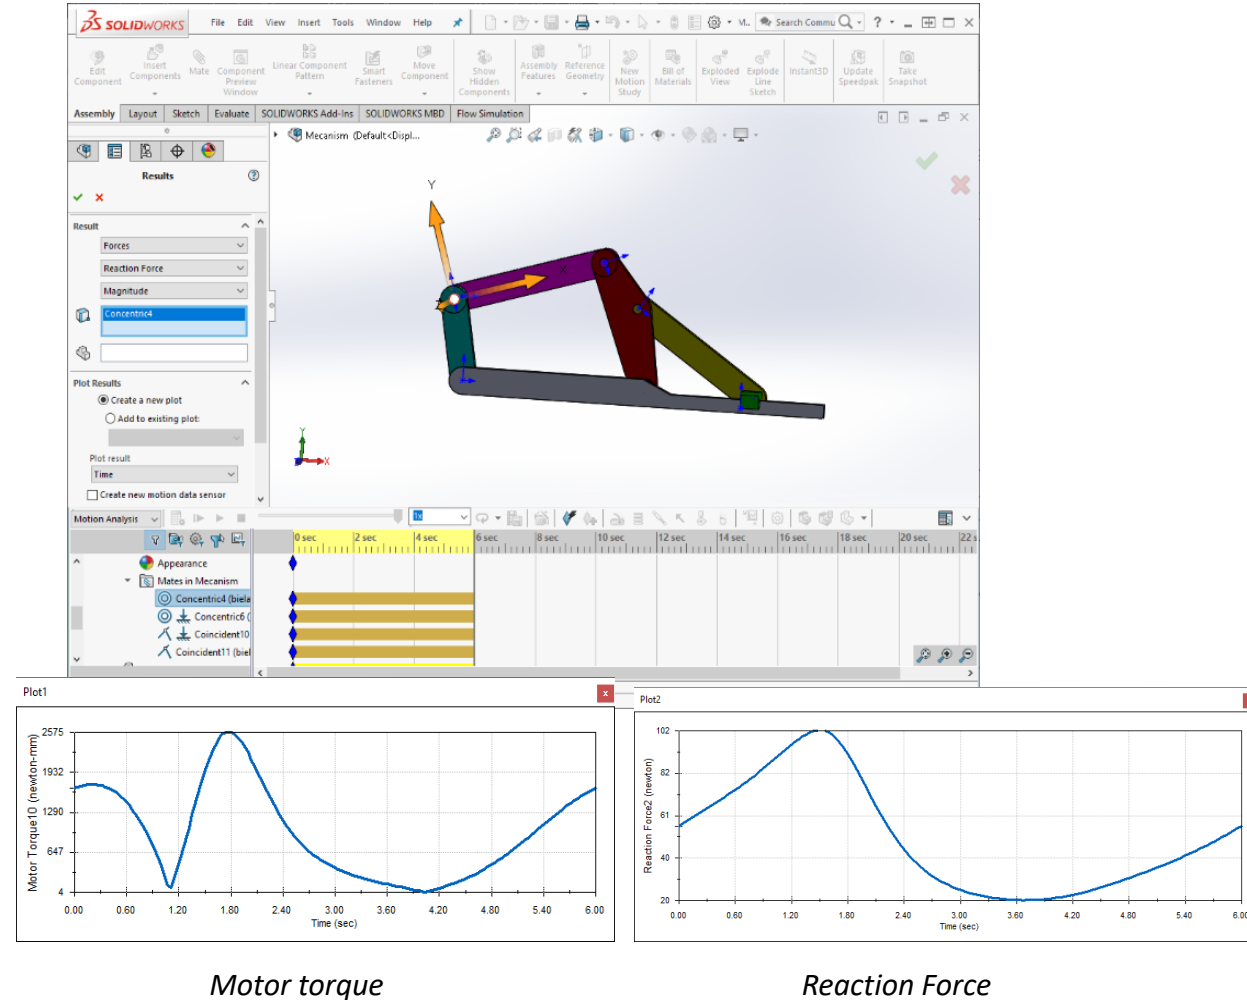 SOLIDWORKS File Edit View Insert Tools Window Help Search Commu ?
Edit Component
Insert Components
Mate
Component Preview Window
Linear Component Pattern
Smart Fasteners
Move Component
Show Hidden Components
Assembly Features
Reference Geometry
New Motion Study
Bill of Materials
Exploded View
Explode Line Sketch
Instant3D
Update Speedpak
Take Snapshot
Assembly Layout Sketch Evaluate SOLIDWORKS Add-Ins SOLIDWORKS MBD Flow Simulation
Mecanism (Default<Displ...
Results
Result
Forces
Reaction Force
Magnitude
Concentric4
Plot Results
Create a new plot
Add to existing plot:
Plot result
Time
Create new motion data sensor
Y
X
Y
X
Motion Analysis 1x
0 sec 2 sec 4 sec 6 sec 8 sec 10 sec 12 sec 14 sec 16 sec 18 sec 20 sec 22 s
Appearance
Mates in Mecanism
Concentric4 (biela
Concentric6 (
Coincident10
Coincident11 (biel
Plot1
Motor Torque10 (newton-mm)
2575
1932
1290
647
4
0.00 0.60 1.20 1.80 2.40 3.00 3.60 4.20 4.80 5.40 6.00
Time (sec)
Plot2
Reaction Force2 (newton)
102
82
61
40
20
0.00 0.60 1.20 1.80 2.40 3.00 3.60 4.20 4.80 5.40 6.00
Time (sec)
Motor torque
Reaction Force